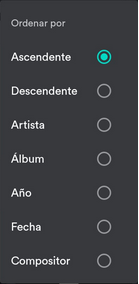 Ordenar por
Ascendente
Descendente
Artista
Álbum
Año
Fecha
Compositor